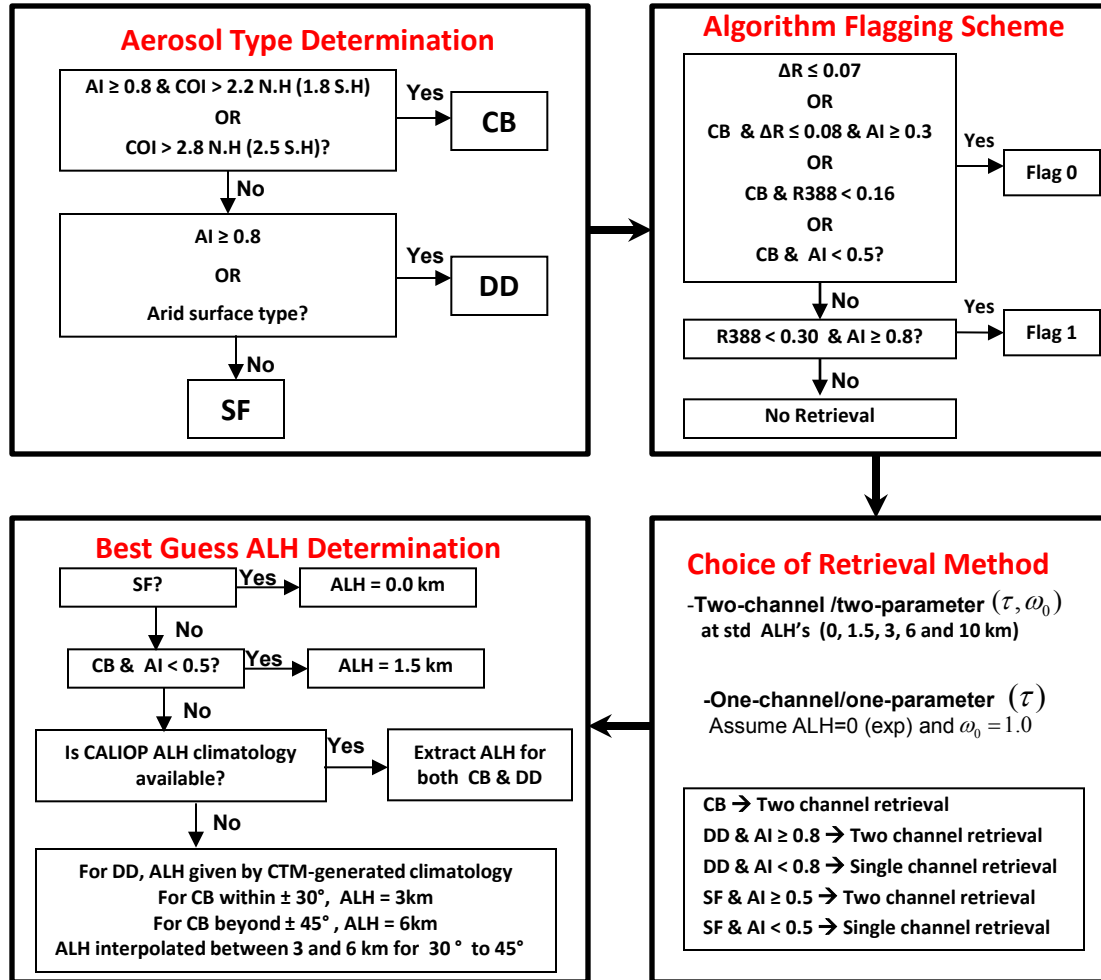 Aerosol Type Determination
AI ≥ 0.8 & COI > 2.2 N.H (1.8 S.H)
OR
COI > 2.8 N.H (2.5 S.H)?
Yes
CB
No
AI ≥ 0.8
OR
Arid surface type?
Yes
DD
No
SF
Algorithm Flagging Scheme
ΔR ≤ 0.07
OR
CB & ΔR ≤ 0.08 & AI ≥ 0.3
OR
CB & R388 < 0.16
OR
CB & AI < 0.5?
Yes
Flag 0
No
R388 < 0.30 & AI ≥ 0.8?
Yes
Flag 1
No
No Retrieval
Best Guess ALH Determination
SF?
Yes
ALH = 0.0 km
No
CB & AI < 0.5?
Yes
ALH = 1.5 km
No
Is CALIOP ALH climatology
available?
Yes
Extract ALH for
both CB & DD
No
For DD, ALH given by CTM-generated climatology
For CB within ± 30°, ALH = 3km
For CB beyond ± 45° , ALH = 6km
ALH interpolated between 3 and 6 km for 30 ° to 45°
Choice of Retrieval Method
-Two-channel /two-parameter (τ, ω₀)
at std ALH's (0, 1.5, 3, 6 and 10 km)
-One-channel/one-parameter (τ)
Assume ALH=0 (exp) and ω₀ = 1.0
CB → Two channel retrieval
DD & AI ≥ 0.8 → Two channel retrieval
DD & AI < 0.8 → Single channel retrieval
SF & AI ≥ 0.5 → Two channel retrieval
SF & AI < 0.5 → Single channel retrieval